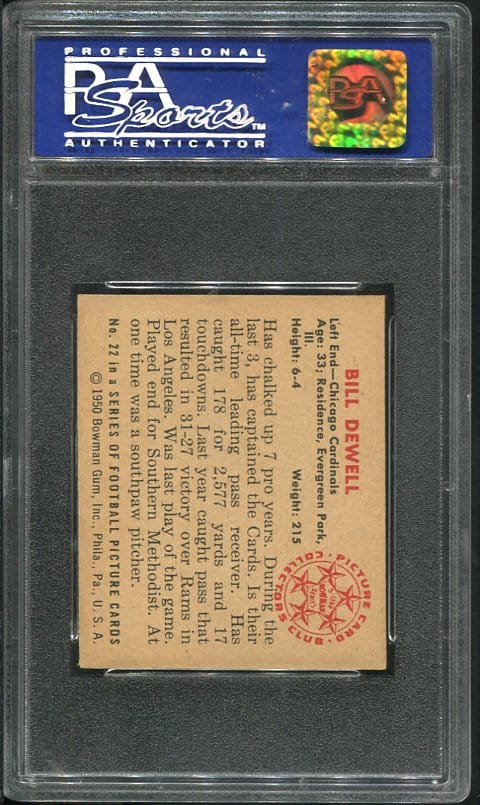 PROFESSIONAL
PSA
Sports™
AUTHENTICATOR
PSA
BILL DEWELL
Left End—Chicago Cardinals
Age: 33; Residence, Evergreen Park,
Ill.
Height: 6-4 Weight: 215
PICTURE CARD
COLLECTORS CLUB
5-STAR
BOWMAN
Has chalked up 7 pro years. During the
last 3, has captained the Cards. Is their
all-time leading pass receiver. Has
caught 178 for 2,577 yards and 17
touchdowns. Last year caught pass that
resulted in 31-27 victory over Rams in
Los Angeles. Was last play of the game.
Played end for Southern Methodist. At
one time was a southpaw pitcher.
No. 22 in a SERIES OF FOOTBALL PICTURE CARDS
© 1950 Bowman Gum, Inc., Phila., Pa., U. S. A.